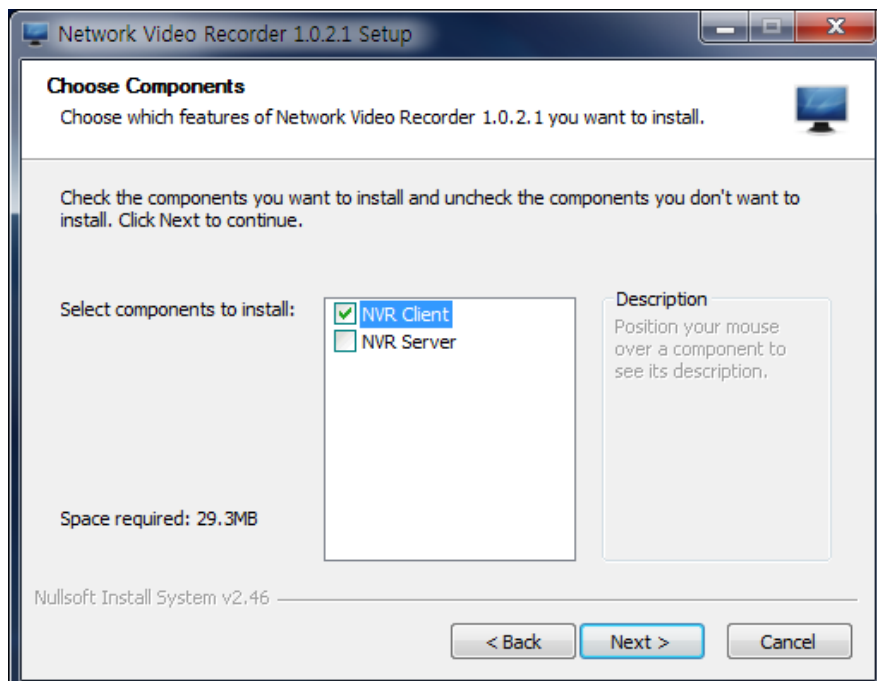 Network Video Recorder 1.0.2.1 Setup
Choose Components
Choose which features of Network Video Recorder 1.0.2.1 you want to install.
Check the components you want to install and uncheck the components you don't want to
install. Click Next to continue.
Select components to install:
NVR Client
NVR Server
Description
Position your mouse
over a component to
see its description.
Space required: 29.3MB
Nullsoft Install System v2.46
< Back
Next >
Cancel